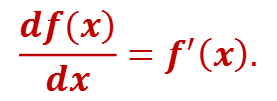 df(x)/dx = f'(x).